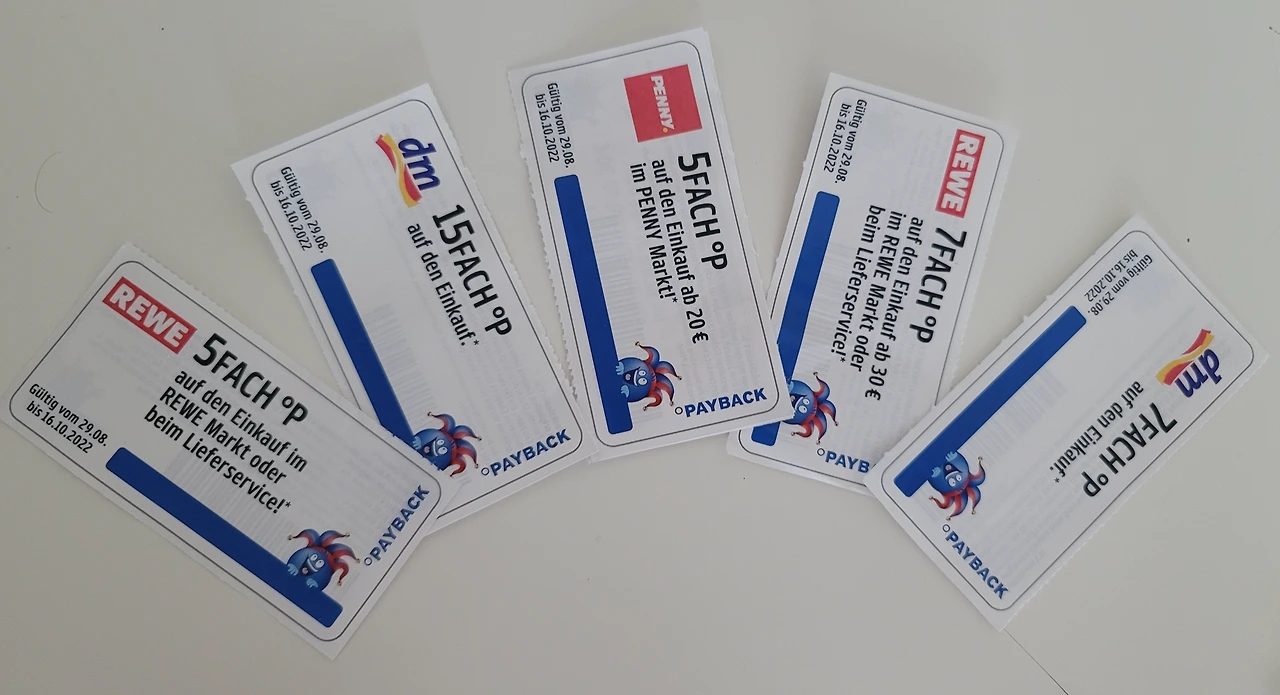 REWE
5FACH °P
auf den Einkauf im
REWE Markt oder
beim Lieferservice!*
Gültig vom 29.08.
bis 16.10.2022
°PAYBACK
dm
15FACH °P
auf den Einkauf.*
Gültig vom 29.08.
bis 16.10.2022
°PAYBACK
PENNY.
5FACH °P
auf den Einkauf ab 20 €
im PENNY Markt!*
Gültig vom 29.08.
bis 16.10.2022
°PAYBACK
REWE
7FACH °P
auf den Einkauf ab 30 €
im REWE Markt oder
beim Lieferservice!*
Gültig vom 29.08.
bis 16.10.2022
°PAYB
dm
7FACH °P
auf den Einkauf.*
Gültig vom 29.08.
bis 16.10.2022
°PAYBACK